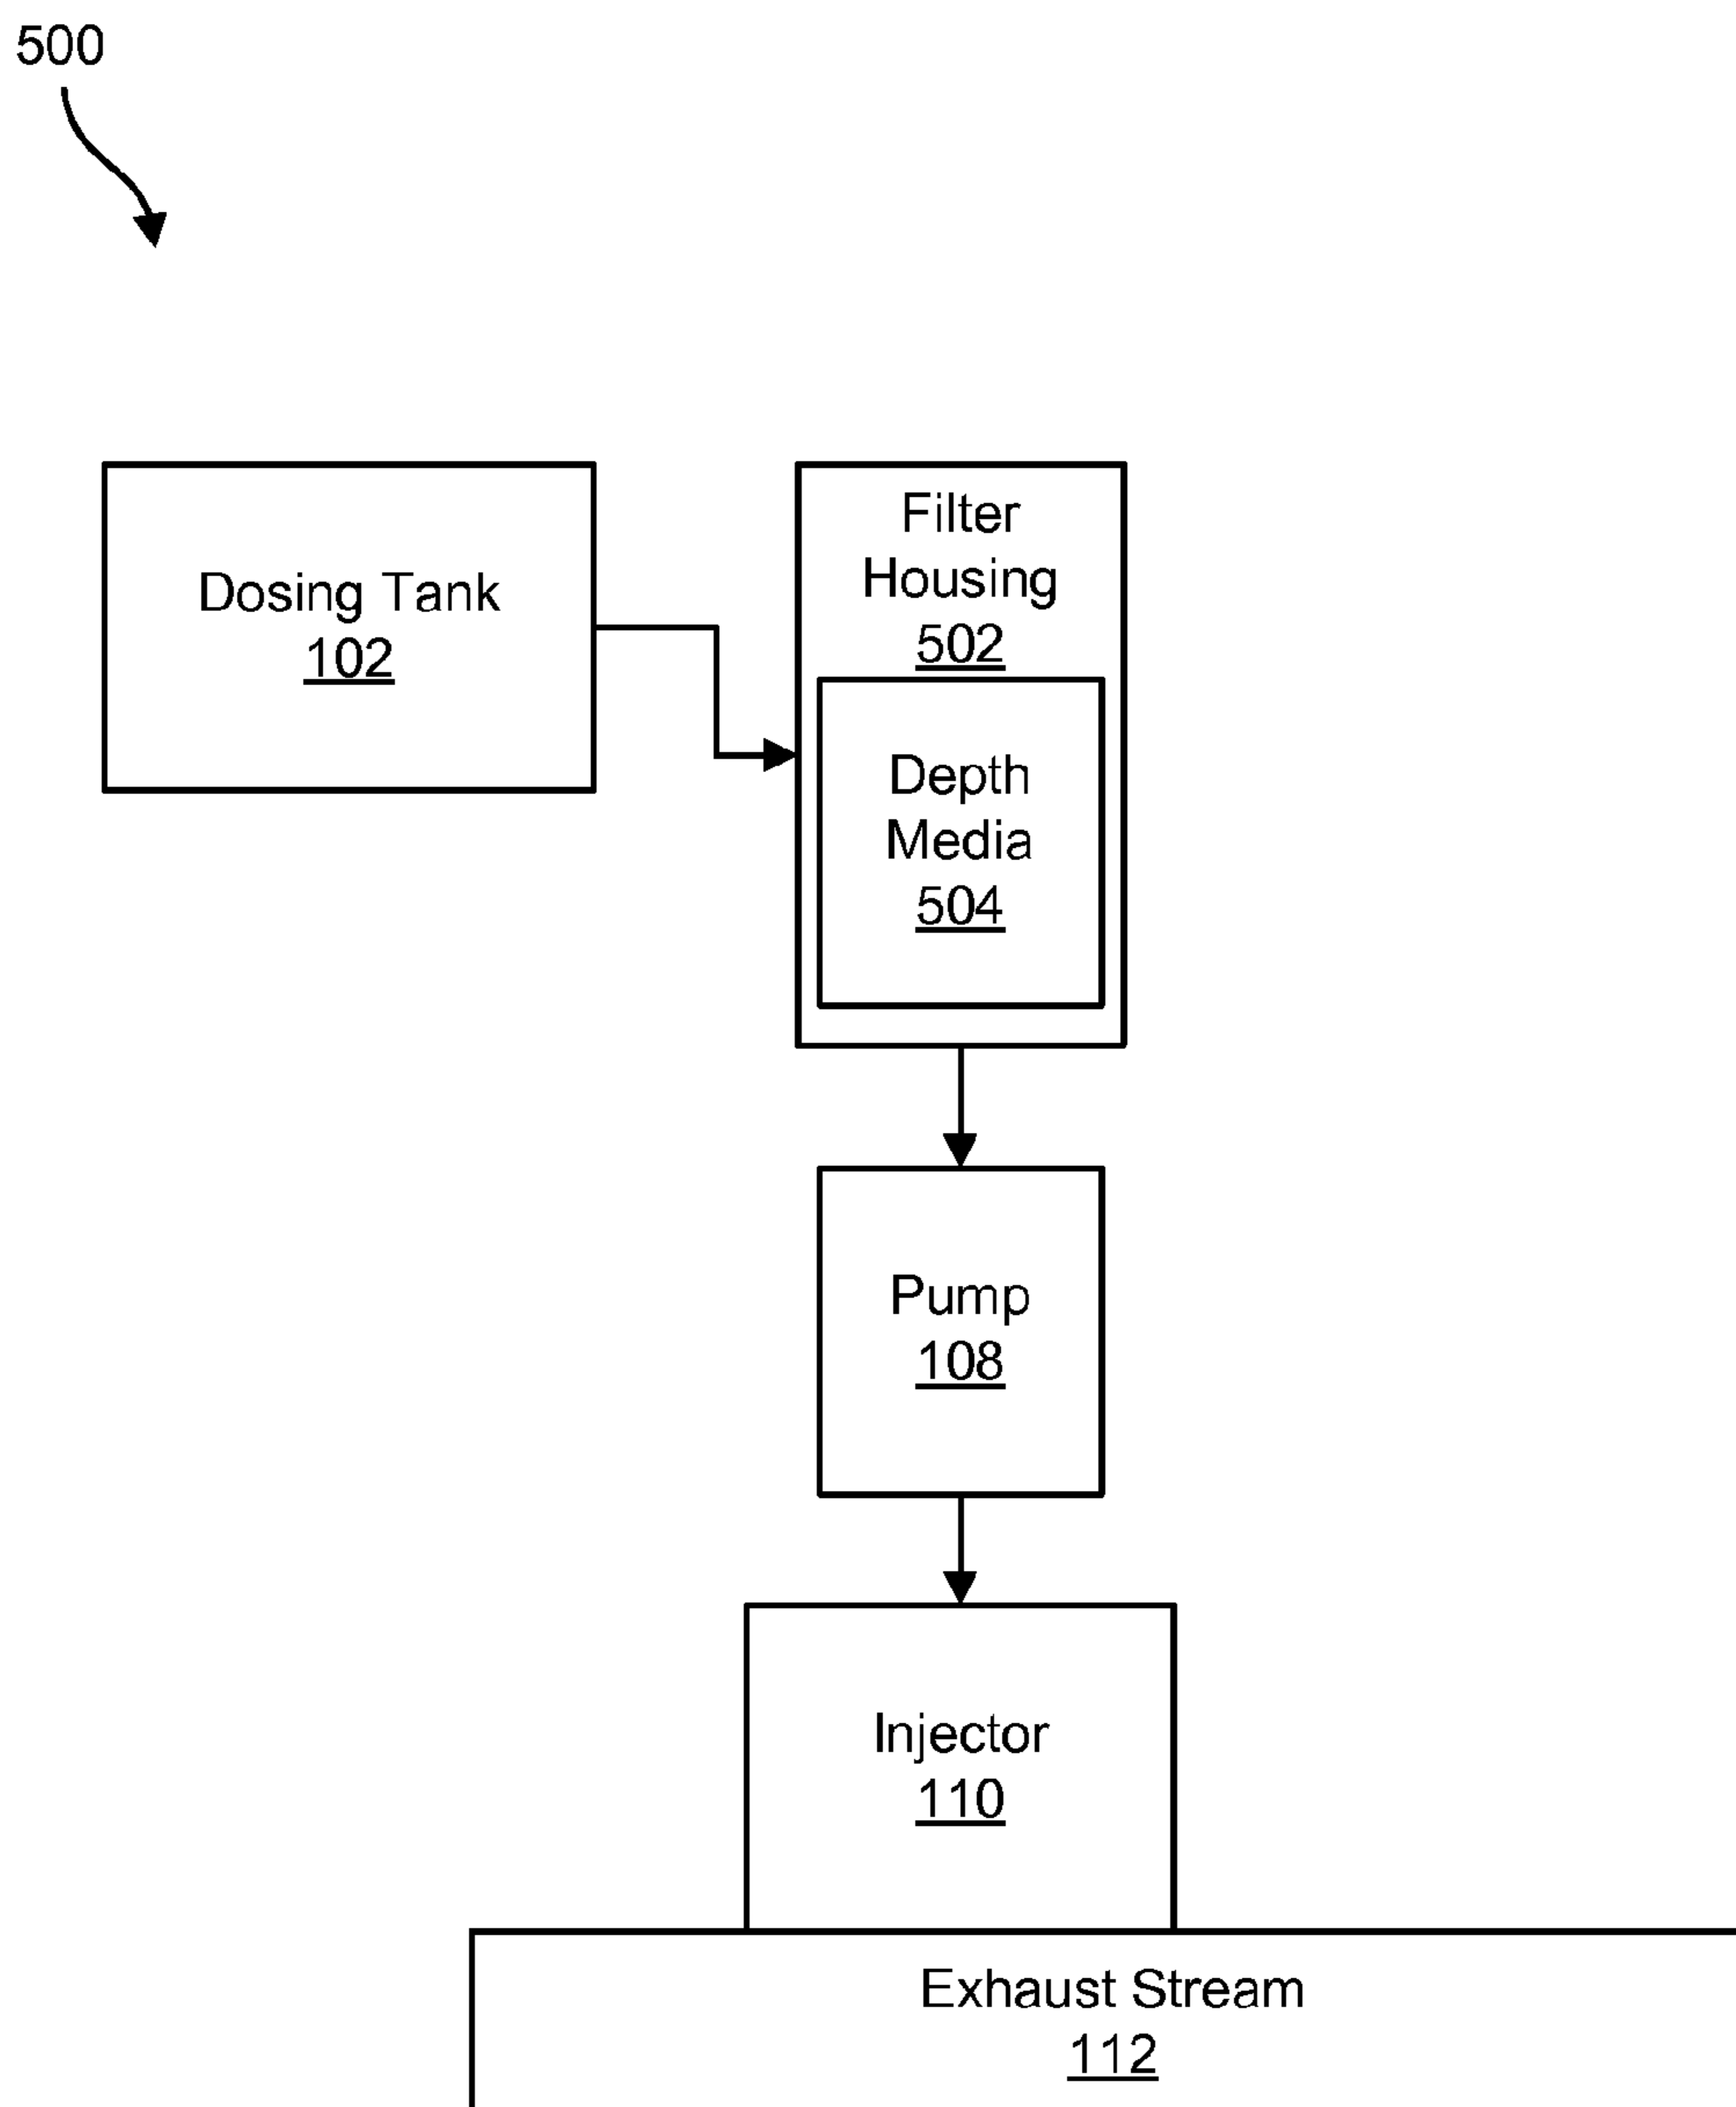 500
Dosing Tank
102
Filter
Housing
502
Depth
Media
504
Pump
108
Injector
110
Exhaust Stream
112